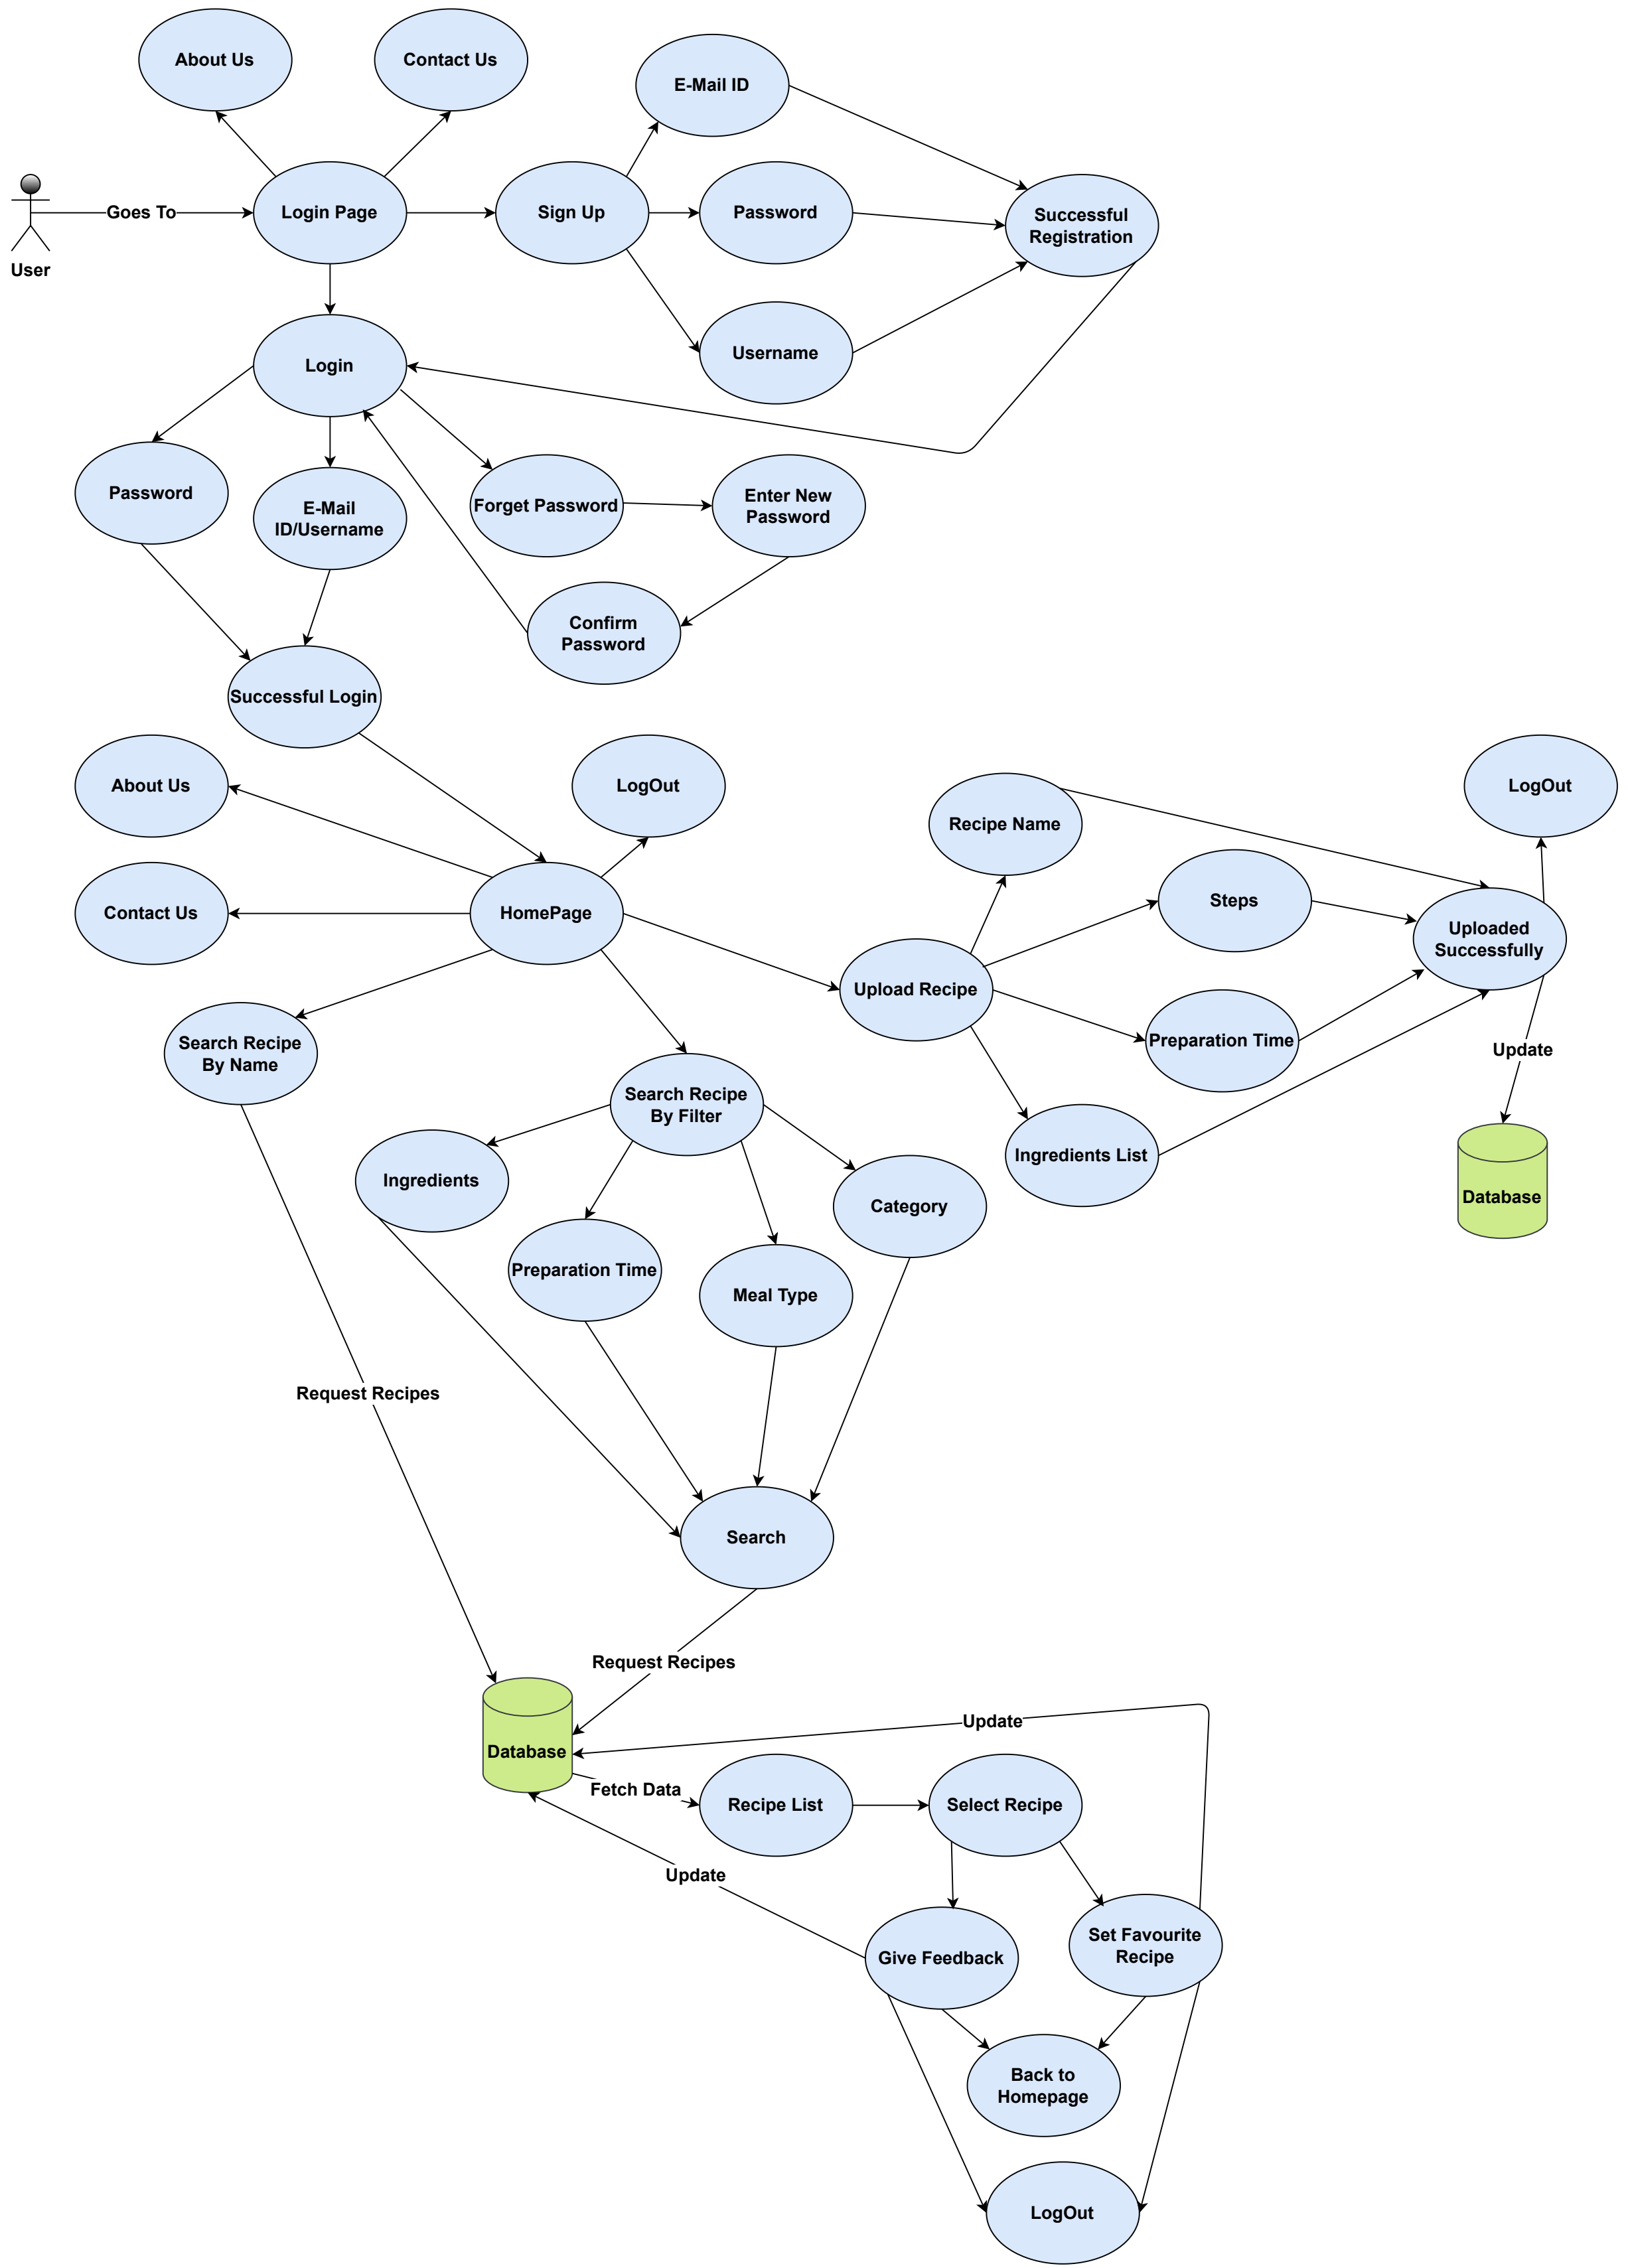 About Us
Contact Us
E-Mail ID
Goes To
User
Login Page
Sign Up
Password
Successful
Registration
Username
Login
Password
E-Mail
ID/Username
Forget Password
Enter New
Password
Confirm
Password
Successful Login
About Us
LogOut
LogOut
Recipe Name
Contact Us
HomePage
Steps
Uploaded
Successfully
Upload Recipe
Search Recipe
By Name
Preparation Time
Update
Search Recipe
By Filter
Ingredients List
Ingredients
Category
Database
Preparation Time
Meal Type
Request Recipes
Search
Request Recipes
Update
Database
Fetch Data
Recipe List
Select Recipe
Update
Set Favourite
Recipe
Give Feedback
Back to
Homepage
LogOut